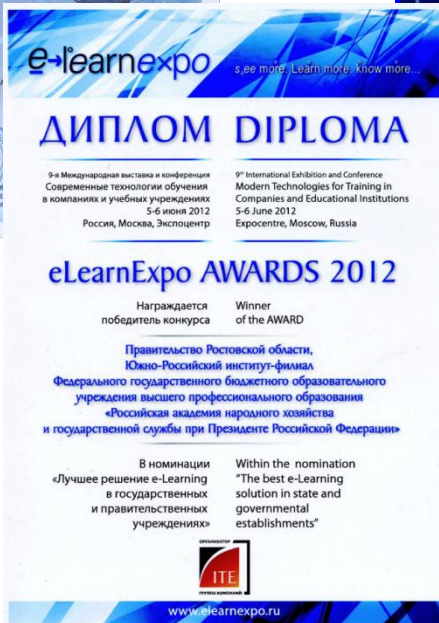 e-learnexpo
s,ee more. Learn more. know more...
ДИПЛОМ DIPLOMA
9-я Международная выставка и конференция
Современные технологии обучения
в компаниях и учебных учреждениях
5-6 июня 2012
Россия, Москва, Экспоцентр
9th International Exhibition and Conference
Modern Technologies for Training in
Companies and Educational Institutions
5-6 June 2012
Expocentre, Moscow, Russia
eLearnExpo AWARDS 2012
Награждается
победитель конкурса
Winner
of the AWARD
Правительство Ростовской области,
Южно-Российский институт-филиал
Федерального государственного бюджетного образовательного
учреждения высшего профессионального образования
«Российская академия народного хозяйства
и государственной службы при Президенте Российской Федерации»
В номинации
«Лучшее решение e-Learning
в государственных
и правительственных
учреждениях»
Within the nomination
"The best e-Learning
solution in state and
governmental
establishments"
ОРГАНИЗАТОР
ITE
ГРУППА КОМПАНИЙ
www.elearnexpo.ru